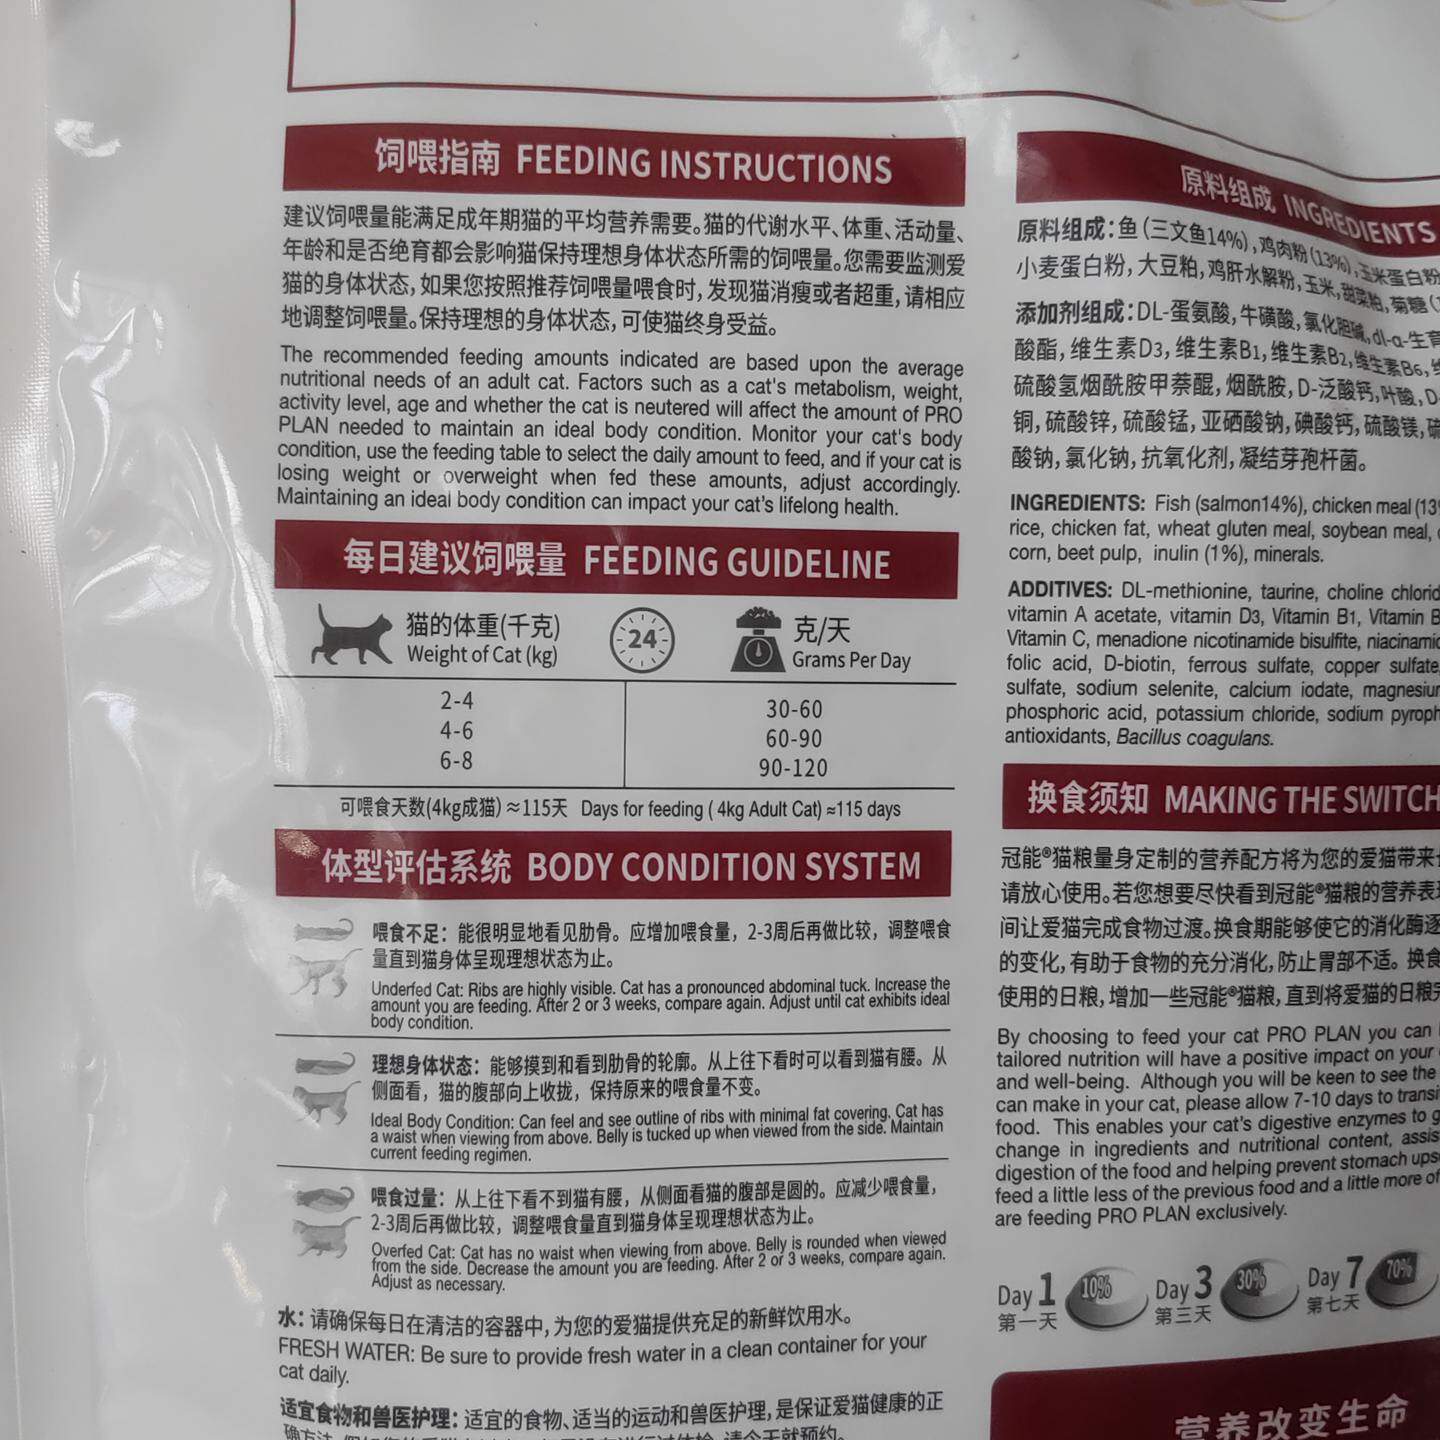 饲喂指南 FEEDING INSTRUCTIONS
建议饲喂量能满足成年期猫的平均营养需要。猫的代谢水平、体重、活动量、
年龄和是否绝育都会影响猫保持理想身体状态所需的饲喂量。您需要监测爱
猫的身体状态，如果您按照推荐饲喂量喂食时，发现猫消瘦或者超重，请相应
地调整饲喂量。保持理想的身体状态，可使猫终身受益。
The recommended feeding amounts indicated are based upon the average
nutritional needs of an adult cat. Factors such as a cat's metabolism, weight,
activity level, age and whether the cat is neutered will affect the amount of PRO
PLAN needed to maintain an ideal body condition. Monitor your cat's body
condition, use the feeding table to select the daily amount to feed, and if your cat is
losing weight or overweight when fed these amounts, adjust accordingly.
Maintaining an ideal body condition can impact your cat's lifelong health.
每日建议饲喂量 FEEDING GUIDELINE
猫的体重(千克)
Weight of Cat (kg)
24
克/天
Grams Per Day
2-4 30-60
4-6 60-90
6-8 90-120
可喂食天数(4kg成猫)≈115天 Days for feeding ( 4kg Adult Cat) ≈115 days
体型评估系统 BODY CONDITION SYSTEM
喂食不足：能很明显地看见肋骨。应增加喂食量，2-3周后再做比较，调整喂食
量直到猫身体呈现理想状态为止。
Underfed Cat: Ribs are highly visible. Cat has a pronounced abdominal tuck. Increase the
amount you are feeding. After 2 or 3 weeks, compare again. Adjust until cat exhibits ideal
body condition.
理想身体状态：能够摸到和看到肋骨的轮廓。从上往下看时可以看到猫有腰。从
侧面看，猫的腹部向上收拢，保持原来的喂食量不变。
Ideal Body Condition: Can feel and see outline of ribs with minimal fat covering. Cat has
a waist when viewing from above. Belly is tucked up when viewed from the side. Maintain
current feeding regimen.
喂食过量：从上往下看不到猫有腰，从侧面看猫的腹部是圆的。应减少喂食量，
2-3周后再做比较，调整喂食量直到猫身体呈现理想状态为止。
Overfed Cat: Cat has no waist when viewing from above. Belly is rounded when viewed
from the side. Decrease the amount you are feeding. After 2 or 3 weeks, compare again.
Adjust as necessary.
水：请确保每日在清洁的容器中，为您的爱猫提供充足的新鲜饮用水。
FRESH WATER: Be sure to provide fresh water in a clean container for your
cat daily.
适宜食物和兽医护理：适宜的食物、适当的运动和兽医护理，是保证爱猫健康的正
原料组成 INGREDIENTS
原料组成：鱼(三文鱼14%)，鸡肉粉(13%)，玉米蛋白粉
小麦蛋白粉，大豆粕，鸡肝水解粉，玉米，甜菜粕，菊糖(
添加剂组成：DL-蛋氨酸，牛磺酸，氯化胆碱，dl-α-生育
酸酯，维生素D3，维生素B1，维生素B2，维生素B6，
硫酸氢烟酰胺甲萘醌，烟酰胺，D-泛酸钙，叶酸，D-
铜，硫酸锌，硫酸锰，亚硒酸钠，碘酸钙，硫酸镁，
酸钠，氯化钠，抗氧化剂，凝结芽孢杆菌。
INGREDIENTS: Fish (salmon14%), chicken meal (13
rice, chicken fat, wheat gluten meal, soybean meal,
corn, beet pulp, inulin (1%), minerals.
ADDITIVES: DL-methionine, taurine, choline chlorid
vitamin A acetate, vitamin D3, Vitamin B1, Vitamin B
Vitamin C, menadione nicotinamide bisulfite, niacinamid
folic acid, D-biotin, ferrous sulfate, copper sulfate,
sulfate, sodium selenite, calcium iodate, magnesium
phosphoric acid, potassium chloride, sodium pyroph
antioxidants, Bacillus coagulans.
换食须知 MAKING THE SWITCH
冠能®猫粮量身定制的营养配方将为您的爱猫带来
请放心使用。若您想要尽快看到冠能®猫粮的营养表现
间让爱猫完成食物过渡。换食期能够使它的消化酶逐
的变化，有助于食物的充分消化，防止胃部不适。换食
使用的日粮，增加一些冠能®猫粮，直到将爱猫的日粮完
By choosing to feed your cat PRO PLAN you can
tailored nutrition will have a positive impact on your
and well-being. Although you will be keen to see the
can make in your cat, please allow 7-10 days to transi
food. This enables your cat's digestive enzymes to g
change in ingredients and nutritional content, assis
digestion of the food and helping prevent stomach ups
feed a little less of the previous food and a little more of
are feeding PRO PLAN exclusively.
Day 1 10% Day 3 30% Day 7 70%
第一天 第三天 第七天
营养改变生命